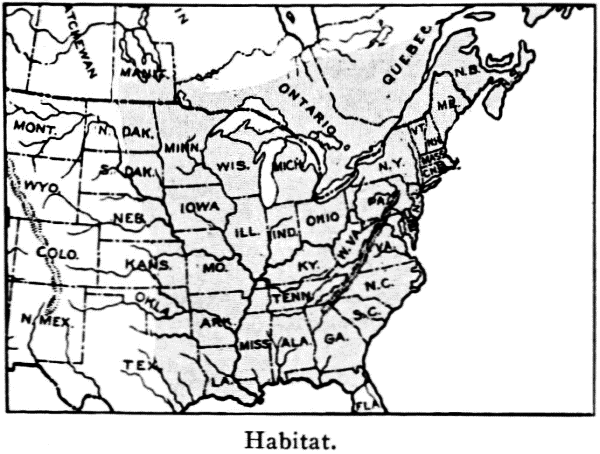 ATCHEWAN
IN
MANIT.
ONTARIO
QUEBEC
N.B.
ME.
VT.
N.H.
MASS
MONT.
N. DAK.
MINN.
WIS.
MICH.
N.Y.
S. DAK.
WYO.
IOWA
NEB.
ILL.
IND.
OHIO
PA.
COLO.
KANS.
MO.
KY.
W.VA.
VA.
OKLA.
TENN.
N.C.
N. MEX.
ARK.
S.C.
MISS
ALA.
GA.
TEX.
LA.
FLA.
Habitat.